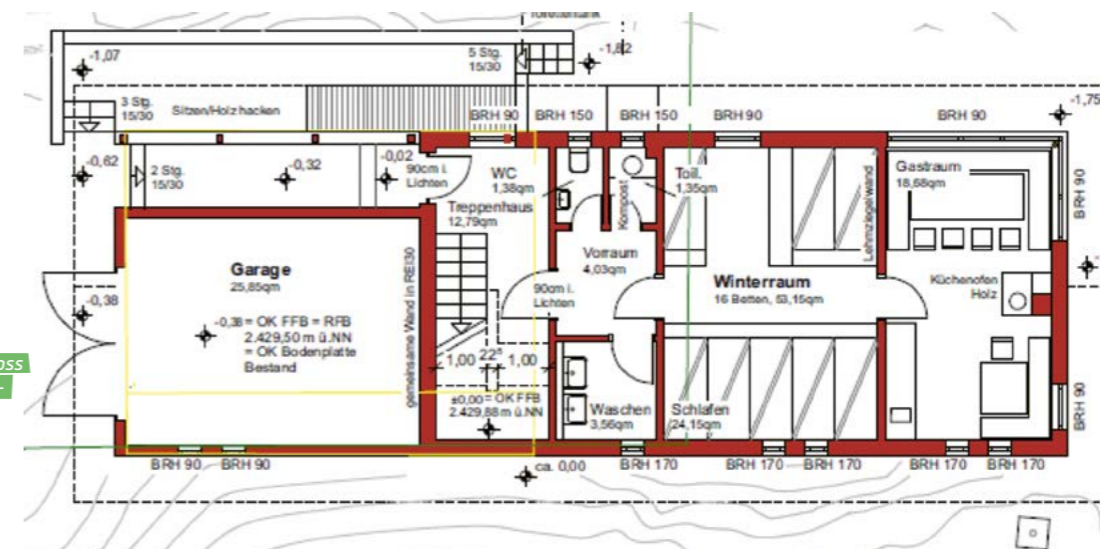 Toilettentank
-1,07
5 Stg.
15/30
-1,82
3 Stg.
15/30
Sitzen/Holz hacken
BRH 90
BRH 150
BRH 150
BRH 90
BRH 90
-1,75
-0,62
2 Stg.
15/30
-0,32
-0,02
90cm i.
Lichten
WC
1,38qm
Treppenhaus
12,79qm
Kompost
Toil.
1,35qm
Lehmziegelwand
Gastraum
18,68qm
BRH 90
Garage
25,85qm
gemeinsame Wand in REI30
Vorraum
4,03qm
90cm i.
Lichten
Winterraum
16 Betten, 53,15qm
Küchenofen
Holz
-0,38
-0,38 = OK FFB = RFB
2.429,50 m ü.NN
= OK Bodenplatte
Bestand
1,00 22⁵ 1,00
±0,00 = OK FFB
2.429,88 m ü.NN
Waschen
3,56qm
Schlafen
24,15qm
BRH 90
BRH 90
BRH 90
ca. 0,00
BRH 170
BRH 170
BRH 170
BRH 170
BRH 170